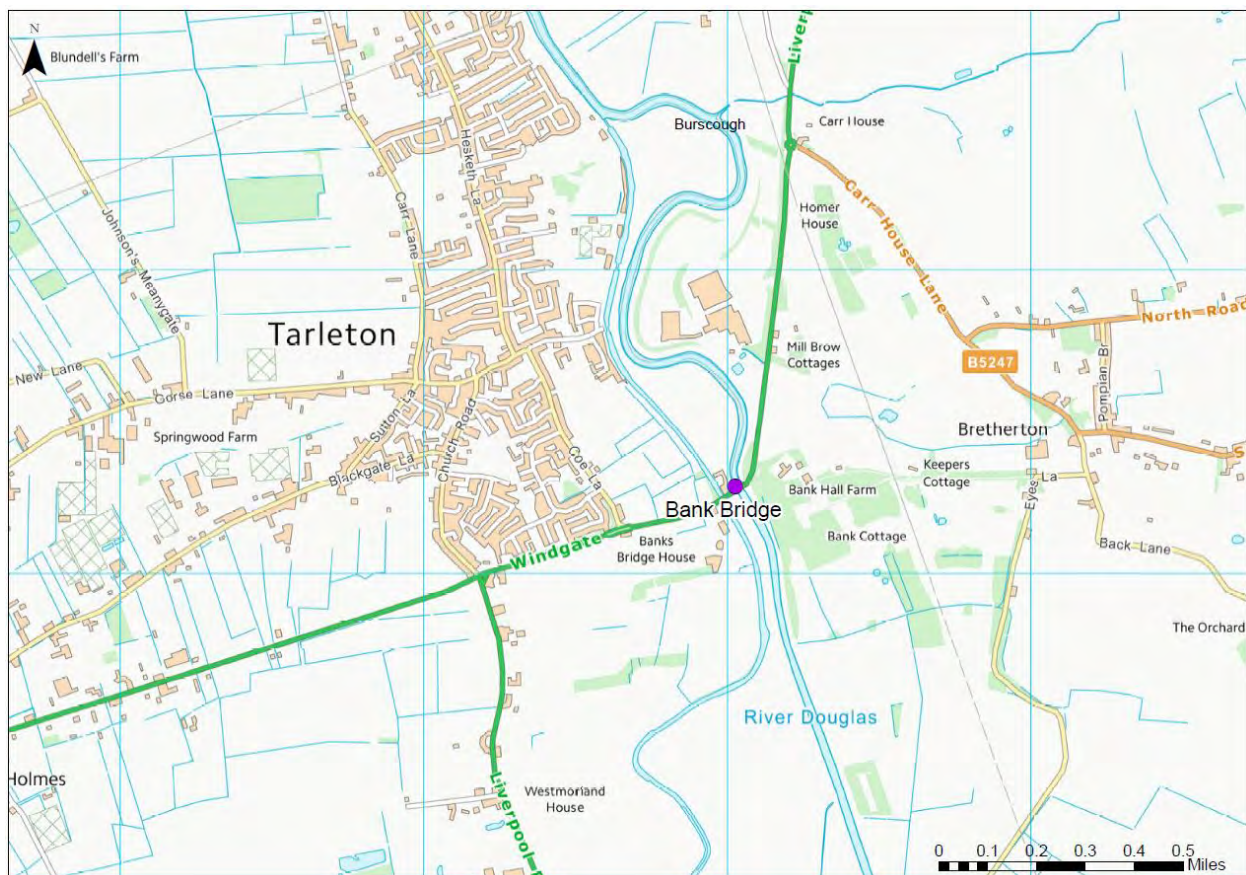 N
Blundell's Farm
Liverp
Burscough
Carr House
Hesketh La
Carr Lane
Johnson's Meanygate
Carr House Lane
Homer
House
Tarleton
North Road
Mill Brow
Cottages
B5247
Pompian Br
New Lane
Gorse Lane
Springwood Farm
Sutton La
Church Road
Blackgate La
Coe La
Bretherton
S
Keepers
Cottage
Eyes La
Bank Hall Farm
Bank Bridge
Bank Cottage
Back Lane
Windgate
Banks
Bridge House
The Orchard
River Douglas
Holmes
Westmorland
House
Liverpool
0 0.1 0.2 0.3 0.4 0.5
Miles